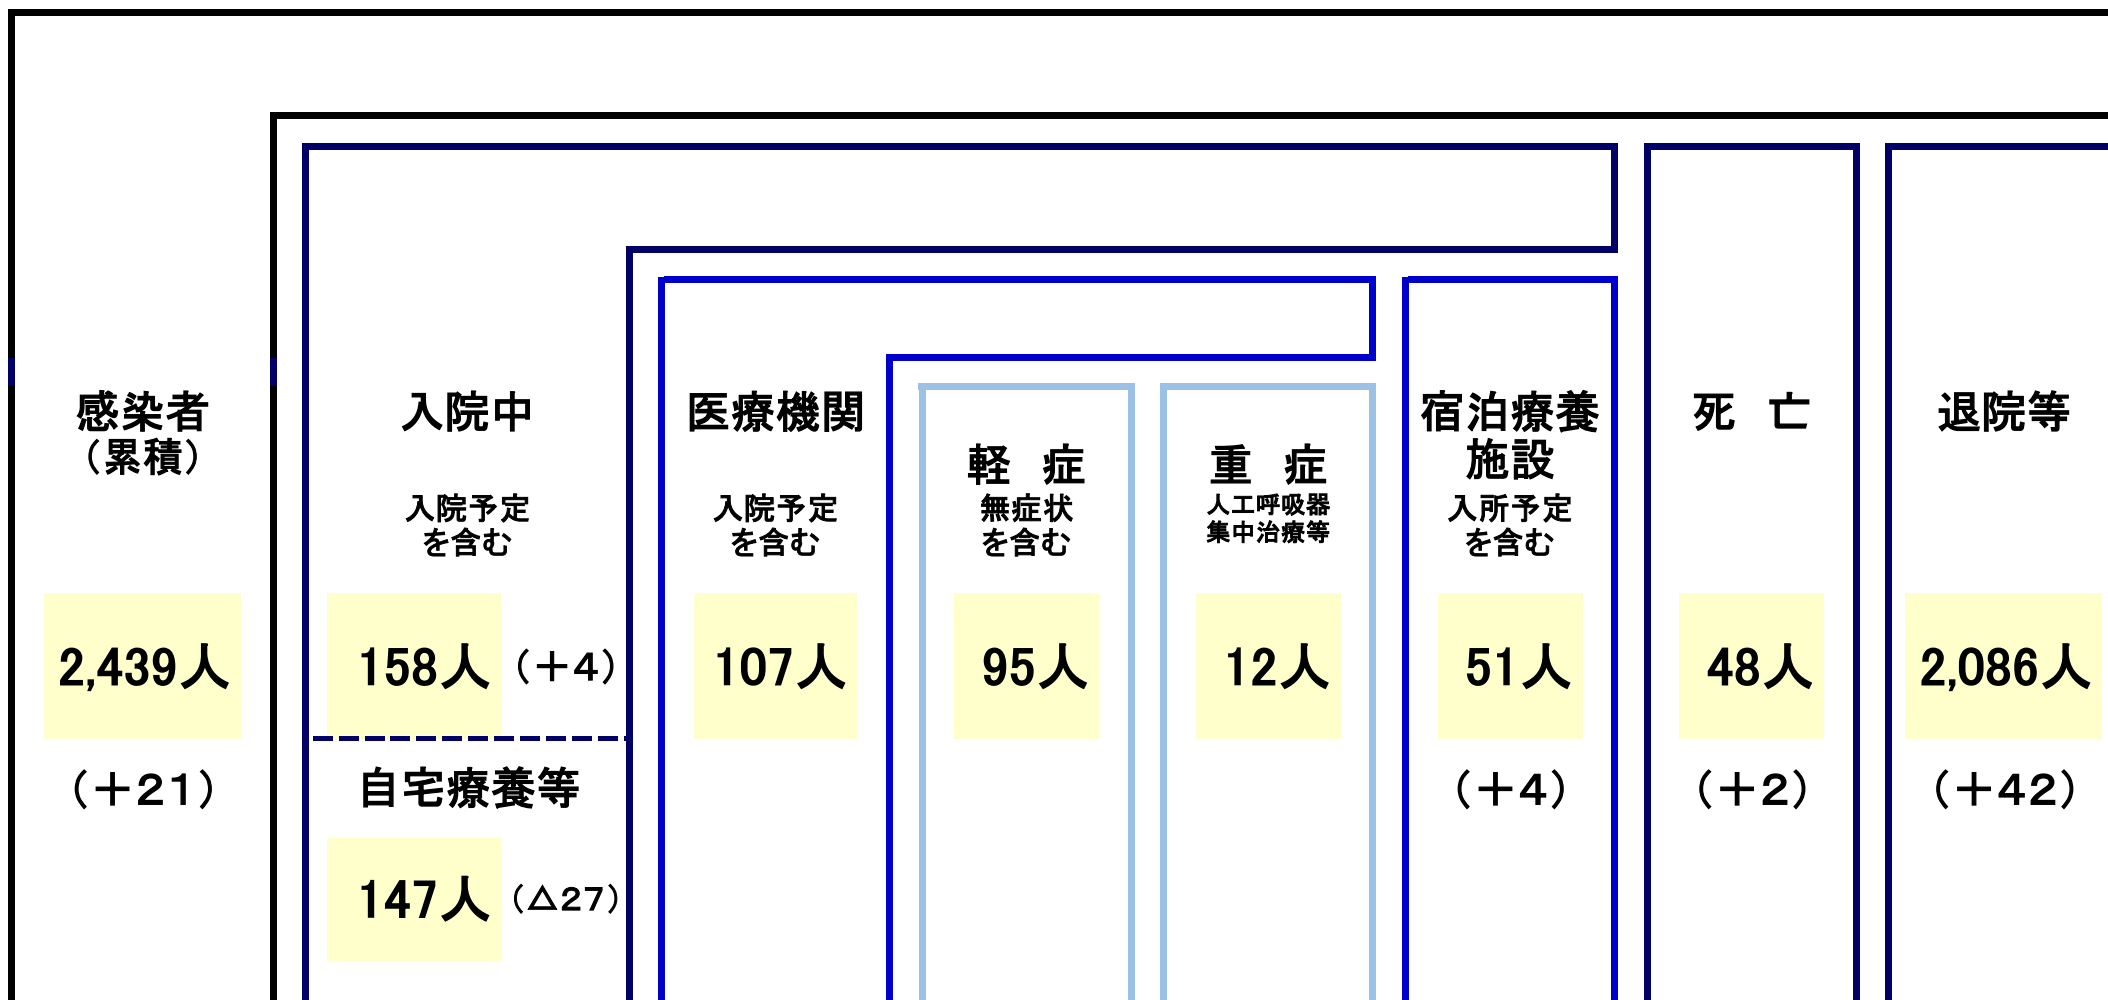 感染者
（累積）
2,439人
（＋21）
入院中
入院予定
を含む
158人（＋4）
自宅療養等
147人（△27）
医療機関
入院予定
を含む
107人
軽 症
無症状
を含む
95人
重 症
人工呼吸器
集中治療等
12人
宿泊療養
施設
入所予定
を含む
51人
（＋4）
死 亡
48人
（＋2）
退院等
2,086人
（＋42）